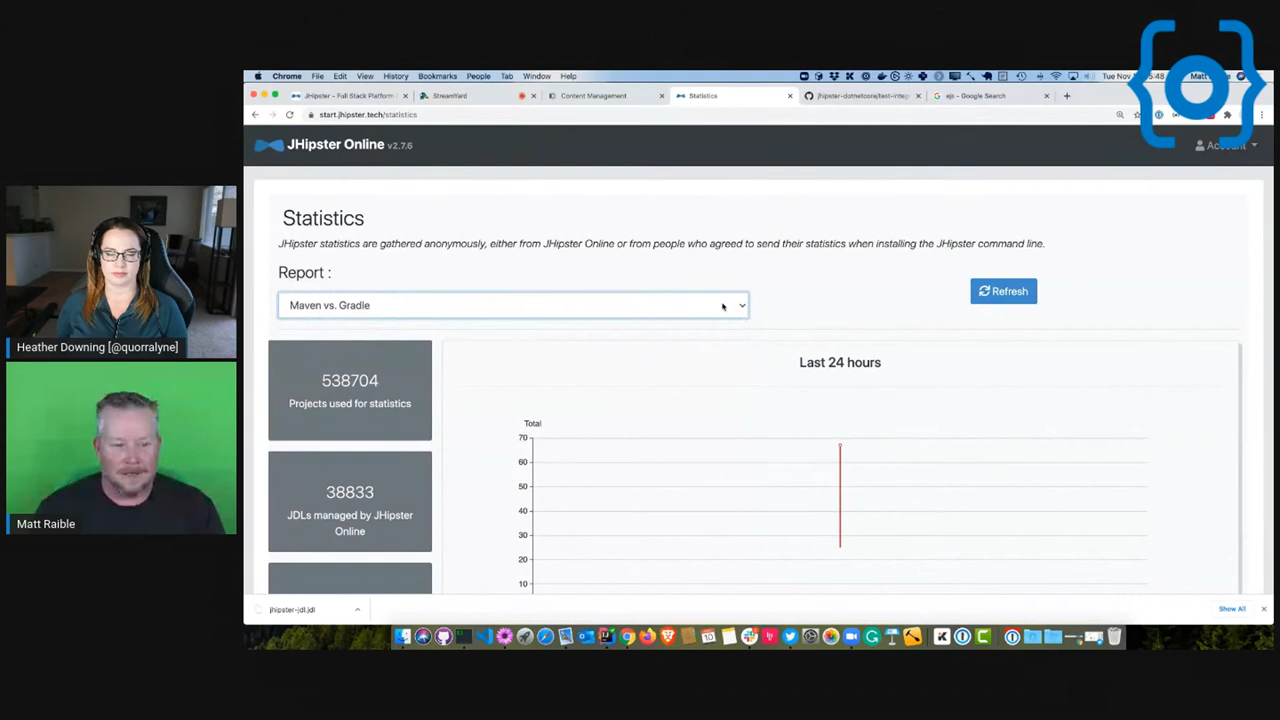 Chrome File Edit View History Bookmarks People Tab Window Help
JHipster - Full Stack Platform
StreamYard
Content Management
Statistics
jhipster-dotnetcore/test-integ
ejs - Google Search
start.jhipster.tech/statistics
JHipster Online v2.7.6
Account
Statistics
JHipster statistics are gathered anonymously, either from JHipster Online or from people who agreed to send their statistics when installing the JHipster command line.
Report :
Maven vs. Gradle
Refresh
538704
Projects used for statistics
38833
JDLs managed by JHipster
Online
Last 24 hours
Total
70
60
50
40
30
20
10
jhipster-jdl.jdl
Show All
Heather Downing [@quorralyne]
Matt Raible